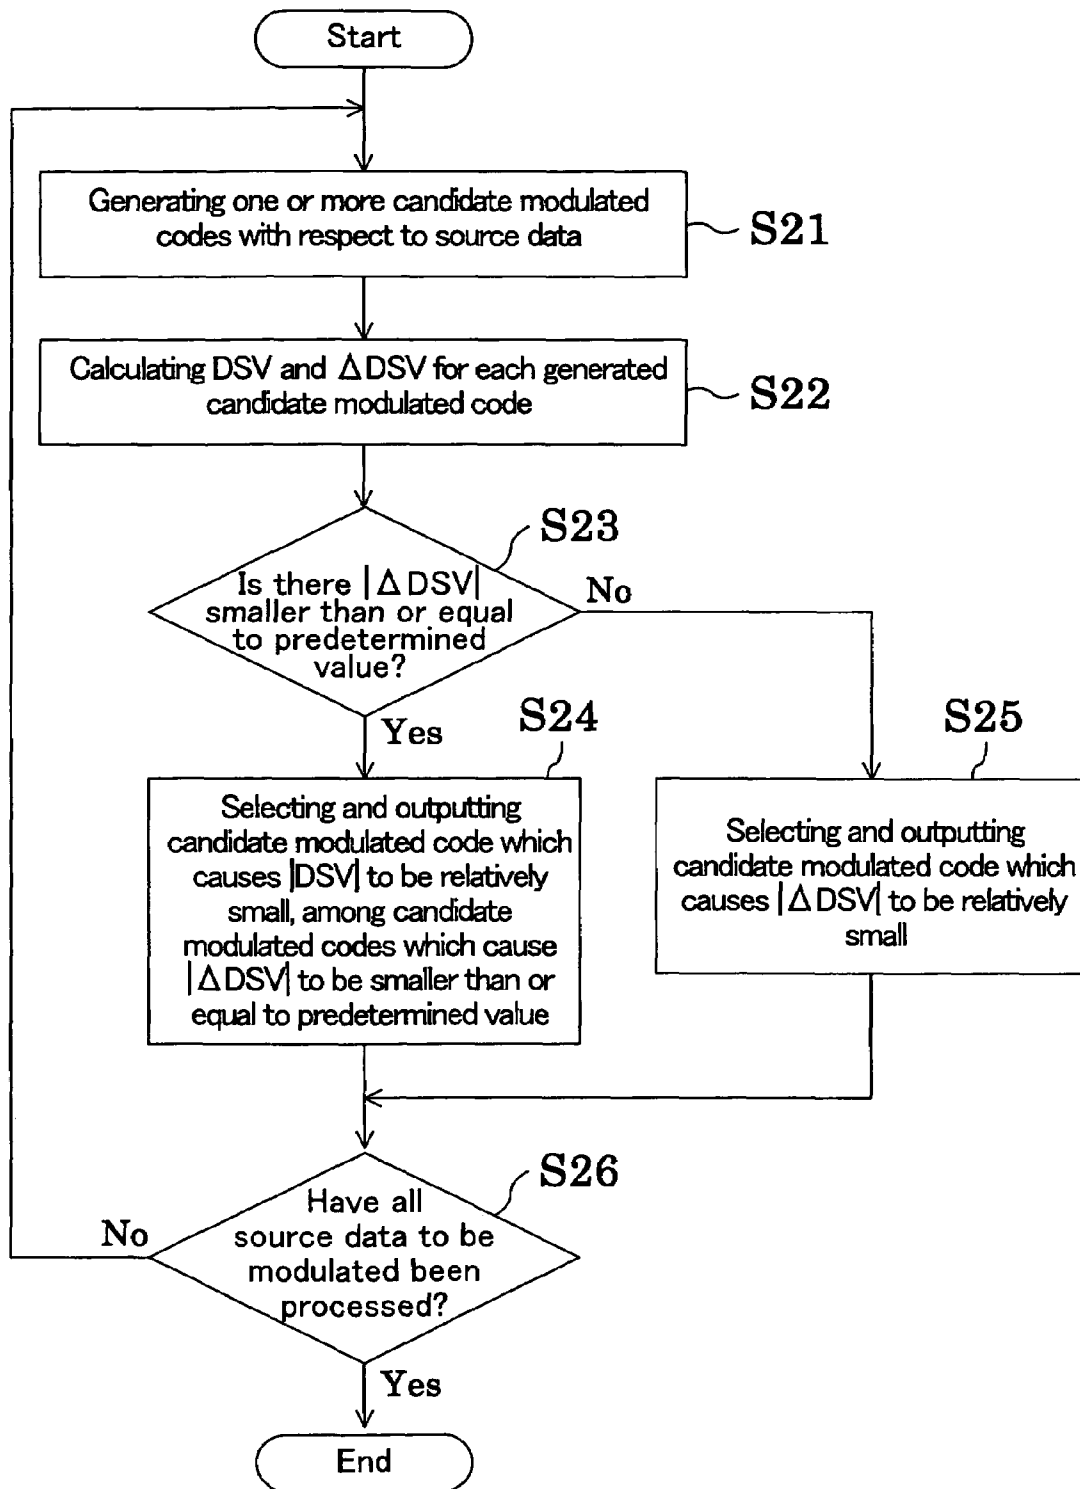 Start
Generating one or more candidate modulated
codes with respect to source data
S21
Calculating DSV and Δ DSV for each generated
candidate modulated code
S22
S23
Is there |Δ DSV|
smaller than or equal
to predetermined
value?
No
Yes
S24
Selecting and outputting
candidate modulated code which
causes |DSV| to be relatively
small, among candidate
modulated codes which cause
|Δ DSV| to be smaller than or
equal to predetermined value
S25
Selecting and outputting
candidate modulated code which
causes |Δ DSV| to be relatively
small
S26
Have all
source data to be
modulated been
processed?
No
Yes
End